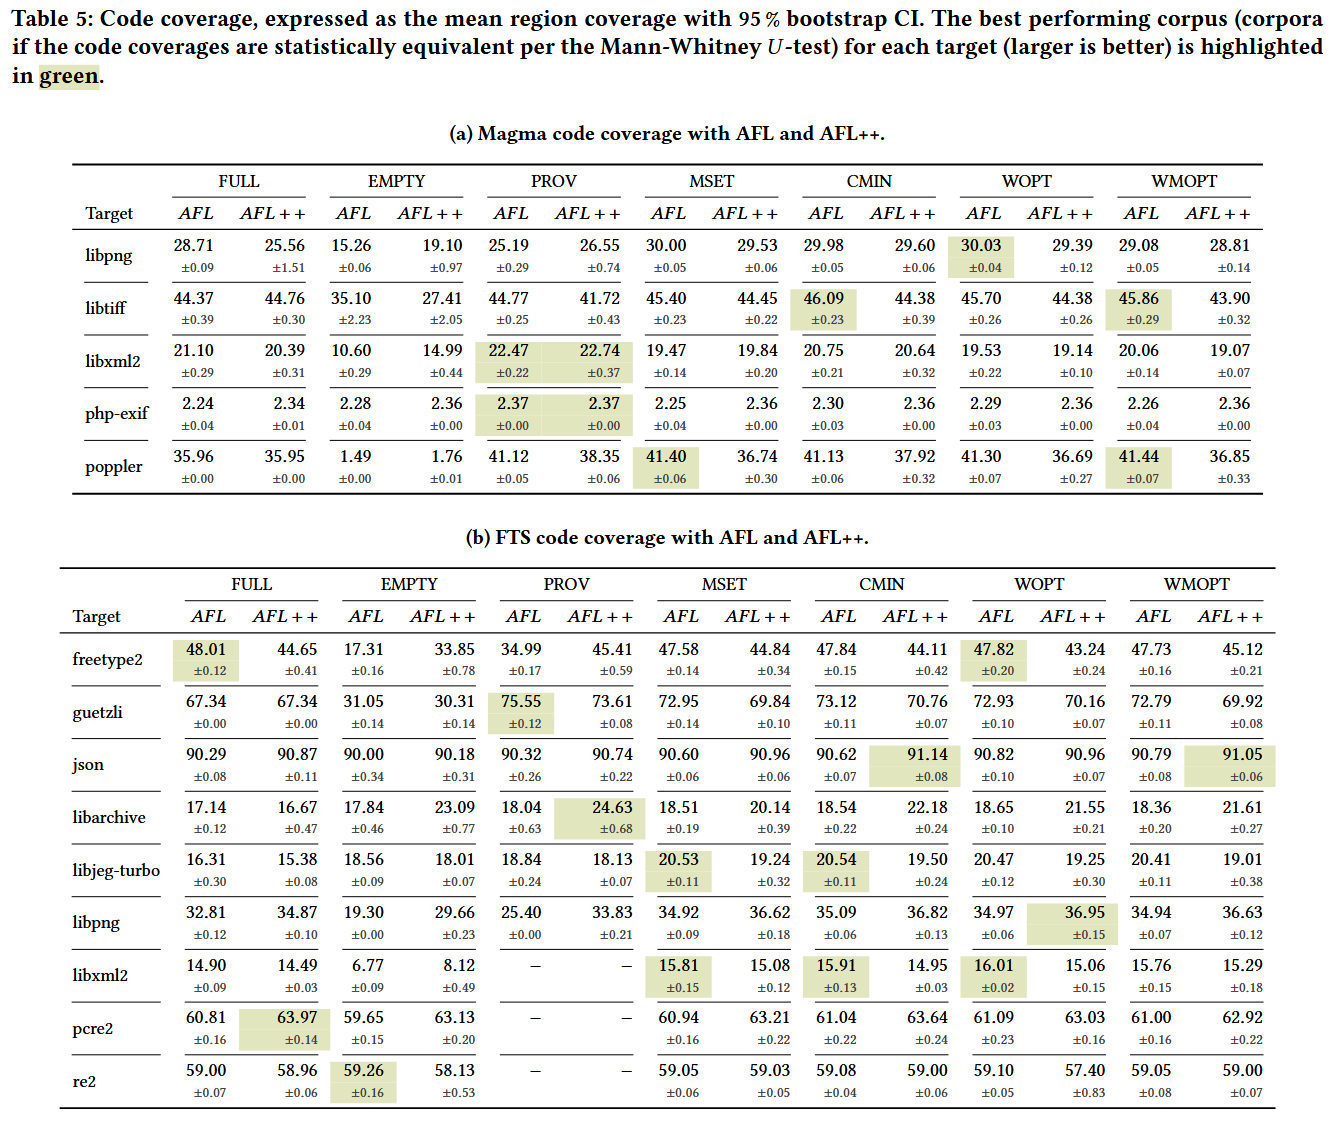 Table 5: Code coverage, expressed as the mean region coverage with 95 % bootstrap CI. The best performing corpus (corpora
if the code coverages are statistically equivalent per the Mann-Whitney U-test) for each target (larger is better) is highlighted
in green.
(a) Magma code coverage with AFL and AFL++.
FULL EMPTY PROV MSET CMIN WOPT WMOPT
Target AFL AFL++ AFL AFL++ AFL AFL++ AFL AFL++ AFL AFL++ AFL AFL++ AFL AFL++
libpng 28.71 25.56 15.26 19.10 25.19 26.55 30.00 29.53 29.98 29.60 30.03 29.39 29.08 28.81
±0.09 ±1.51 ±0.06 ±0.97 ±0.29 ±0.74 ±0.05 ±0.06 ±0.05 ±0.06 ±0.04 ±0.12 ±0.05 ±0.14
libtiff 44.37 44.76 35.10 27.41 44.77 41.72 45.40 44.45 46.09 44.38 45.70 44.38 45.86 43.90
±0.39 ±0.30 ±2.23 ±2.05 ±0.25 ±0.43 ±0.23 ±0.22 ±0.23 ±0.39 ±0.26 ±0.26 ±0.29 ±0.32
libxml2 21.10 20.39 10.60 14.99 22.47 22.74 19.47 19.84 20.75 20.64 19.53 19.14 20.06 19.07
±0.29 ±0.31 ±0.29 ±0.44 ±0.22 ±0.37 ±0.14 ±0.20 ±0.21 ±0.32 ±0.22 ±0.10 ±0.14 ±0.07
php-exif 2.24 2.34 2.28 2.36 2.37 2.37 2.25 2.36 2.30 2.36 2.29 2.36 2.26 2.36
±0.04 ±0.01 ±0.04 ±0.00 ±0.00 ±0.00 ±0.04 ±0.00 ±0.03 ±0.00 ±0.03 ±0.00 ±0.04 ±0.00
poppler 35.96 35.95 1.49 1.76 41.12 38.35 41.40 36.74 41.13 37.92 41.30 36.69 41.44 36.85
±0.00 ±0.00 ±0.00 ±0.01 ±0.05 ±0.06 ±0.06 ±0.30 ±0.06 ±0.32 ±0.07 ±0.27 ±0.07 ±0.33
(b) FTS code coverage with AFL and AFL++.
FULL EMPTY PROV MSET CMIN WOPT WMOPT
Target AFL AFL++ AFL AFL++ AFL AFL++ AFL AFL++ AFL AFL++ AFL AFL++ AFL AFL++
freetype2 48.01 44.65 17.31 33.85 34.99 45.41 47.58 44.84 47.84 44.11 47.82 43.24 47.73 45.12
±0.12 ±0.41 ±0.16 ±0.78 ±0.17 ±0.59 ±0.14 ±0.34 ±0.15 ±0.42 ±0.20 ±0.24 ±0.16 ±0.21
guetzli 67.34 67.34 31.05 30.31 75.55 73.61 72.95 69.84 73.12 70.76 72.93 70.16 72.79 69.92
±0.00 ±0.00 ±0.14 ±0.14 ±0.12 ±0.08 ±0.14 ±0.10 ±0.11 ±0.07 ±0.10 ±0.07 ±0.11 ±0.08
json 90.29 90.87 90.00 90.18 90.32 90.74 90.60 90.96 90.62 91.14 90.82 90.96 90.79 91.05
±0.08 ±0.11 ±0.34 ±0.31 ±0.26 ±0.22 ±0.06 ±0.06 ±0.07 ±0.08 ±0.10 ±0.07 ±0.08 ±0.06
libarchive 17.14 16.67 17.84 23.09 18.04 24.63 18.51 20.14 18.54 22.18 18.65 21.55 18.36 21.61
±0.12 ±0.47 ±0.46 ±0.77 ±0.63 ±0.68 ±0.19 ±0.39 ±0.22 ±0.24 ±0.10 ±0.21 ±0.20 ±0.27
libjeg-turbo 16.31 15.38 18.56 18.01 18.84 18.13 20.53 19.24 20.54 19.50 20.47 19.25 20.41 19.01
±0.30 ±0.08 ±0.09 ±0.07 ±0.24 ±0.07 ±0.11 ±0.32 ±0.11 ±0.24 ±0.12 ±0.30 ±0.11 ±0.38
libpng 32.81 34.87 19.30 29.66 25.40 33.83 34.92 36.62 35.09 36.82 34.97 36.95 34.94 36.63
±0.12 ±0.10 ±0.00 ±0.23 ±0.00 ±0.21 ±0.09 ±0.18 ±0.06 ±0.13 ±0.06 ±0.15 ±0.07 ±0.12
libxml2 14.90 14.49 6.77 8.12 – – 15.81 15.08 15.91 14.95 16.01 15.06 15.76 15.29
±0.09 ±0.03 ±0.09 ±0.49 ±0.15 ±0.12 ±0.13 ±0.03 ±0.02 ±0.15 ±0.15 ±0.18
pcre2 60.81 63.97 59.65 63.13 – – 60.94 63.21 61.04 63.64 61.09 63.03 61.00 62.92
±0.16 ±0.14 ±0.15 ±0.20 ±0.16 ±0.22 ±0.22 ±0.24 ±0.23 ±0.16 ±0.16 ±0.22
re2 59.00 58.96 59.26 58.13 – – 59.05 59.03 59.08 59.00 59.10 57.40 59.05 59.00
±0.07 ±0.06 ±0.16 ±0.53 ±0.06 ±0.05 ±0.04 ±0.06 ±0.05 ±0.83 ±0.08 ±0.07